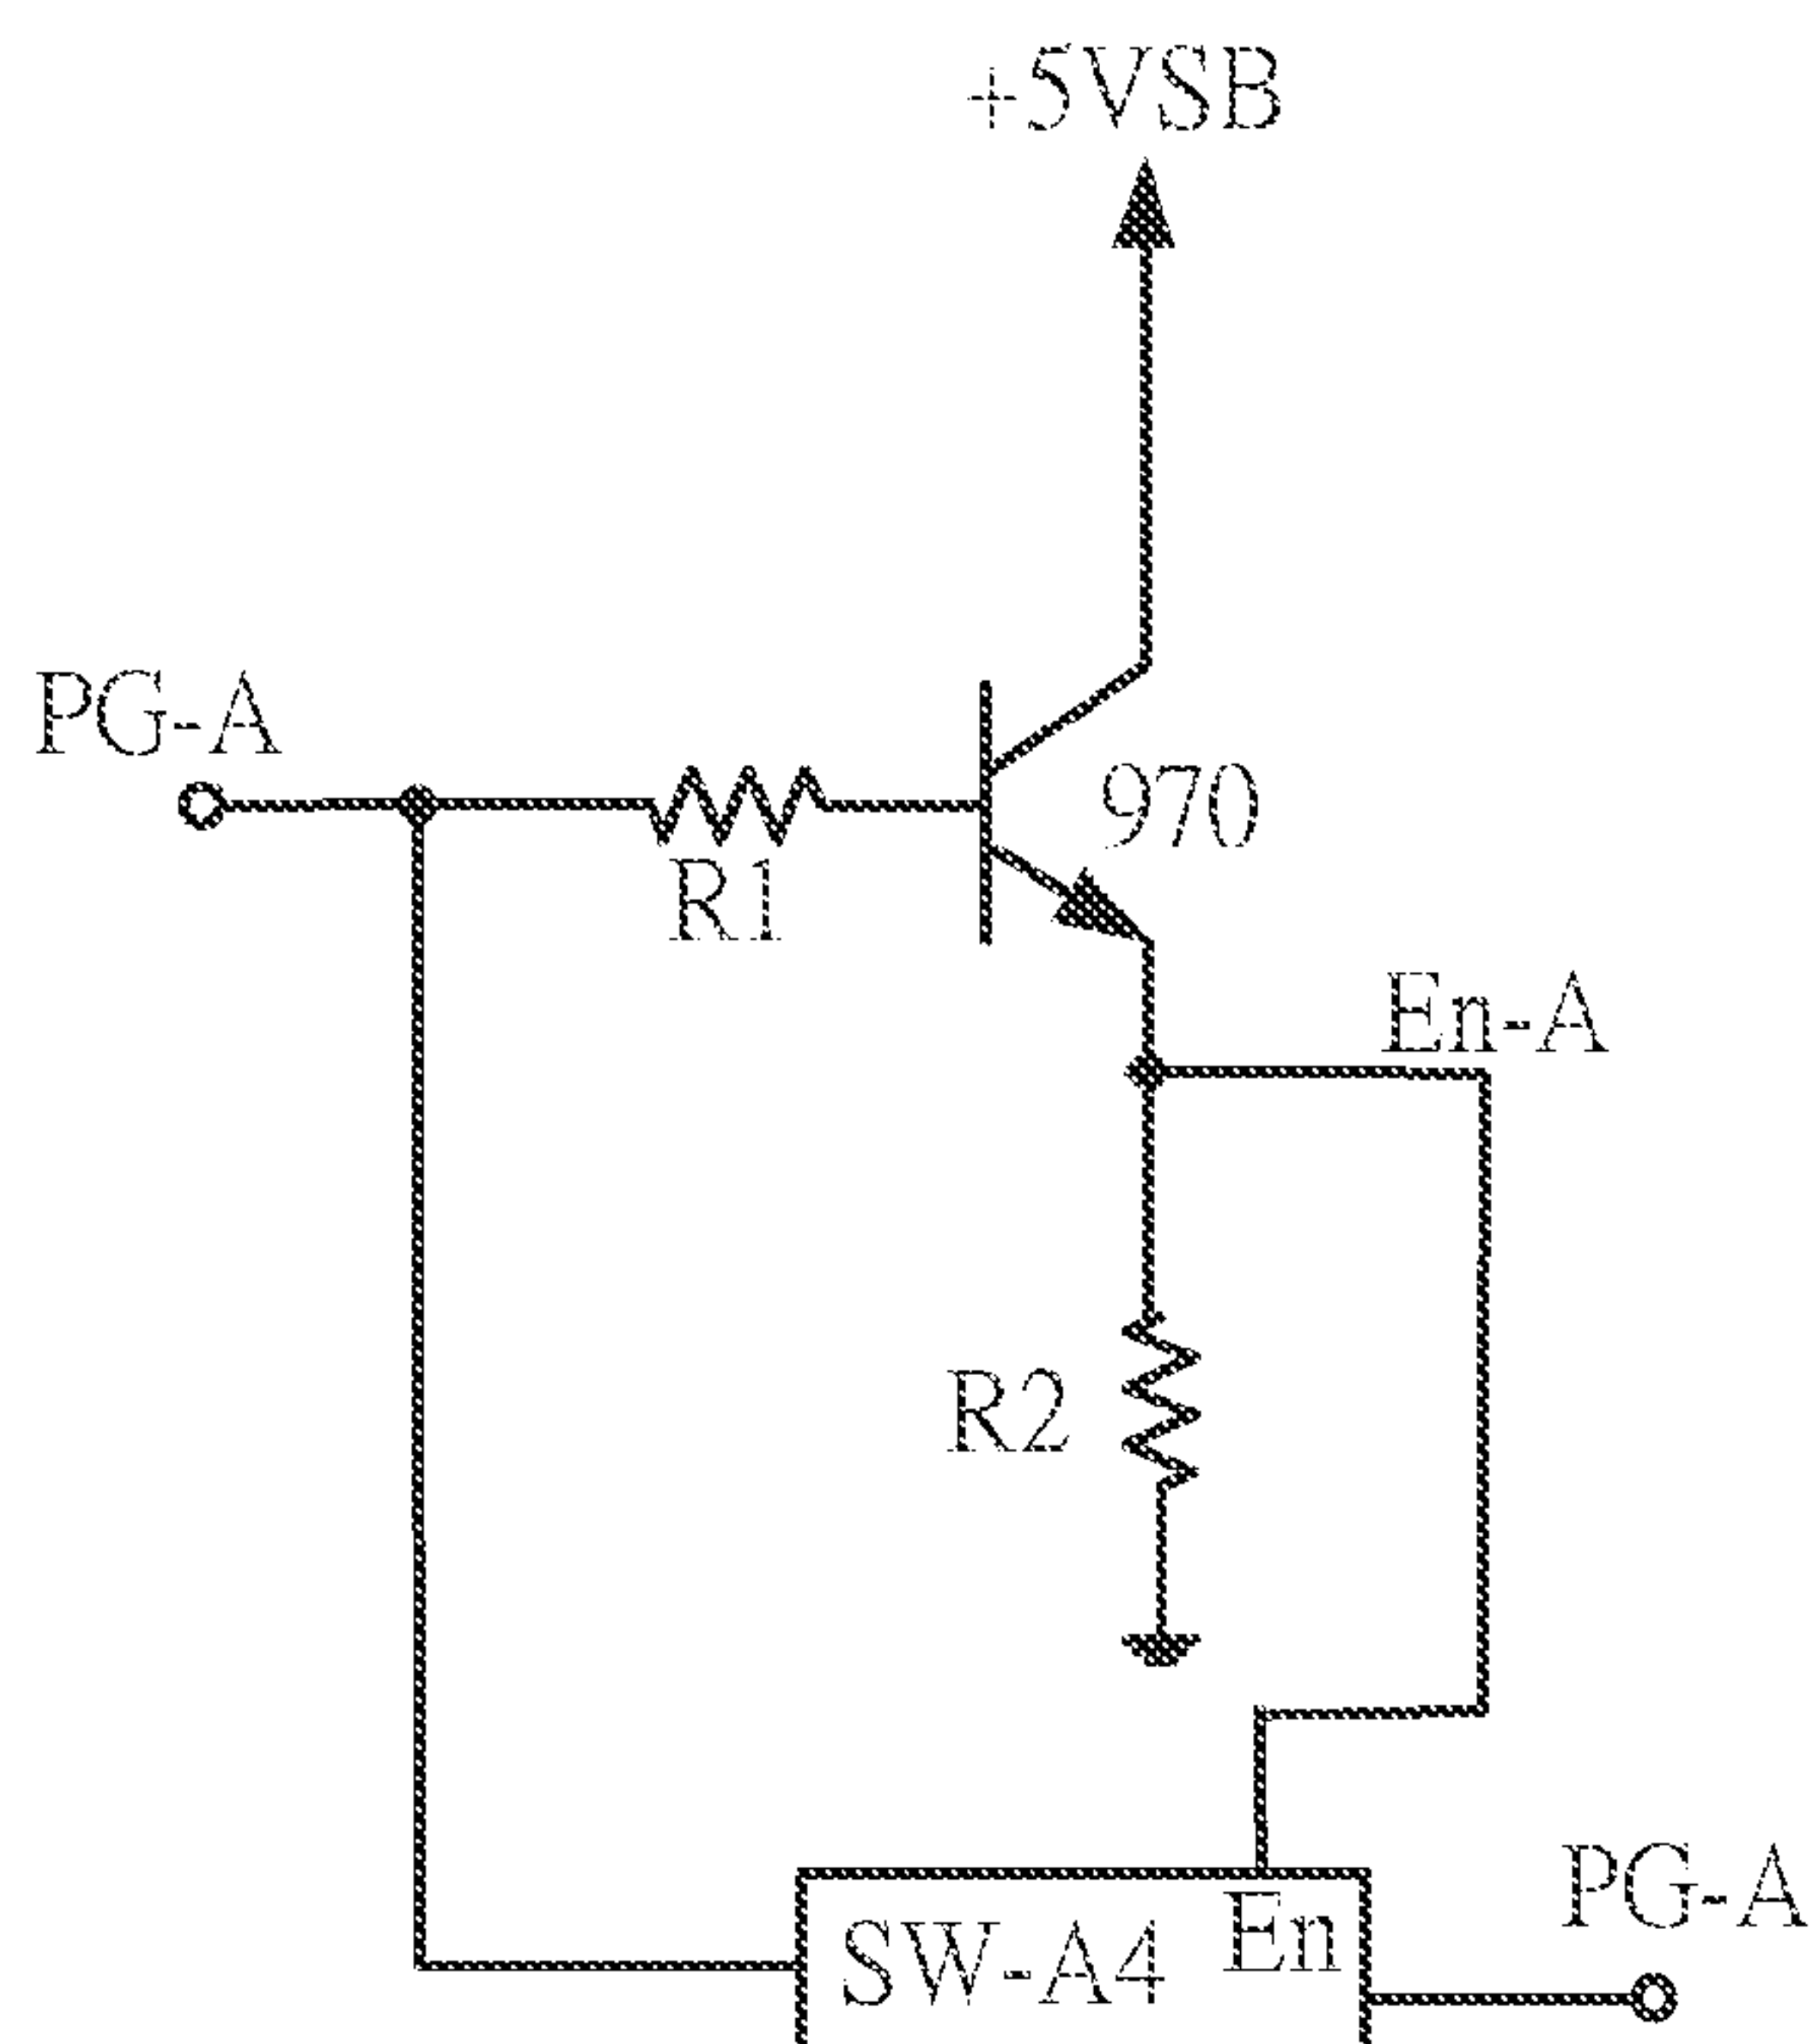 +5VSB
PG-A
970
R1
En-A
R2
PG-A
En
SW-A4